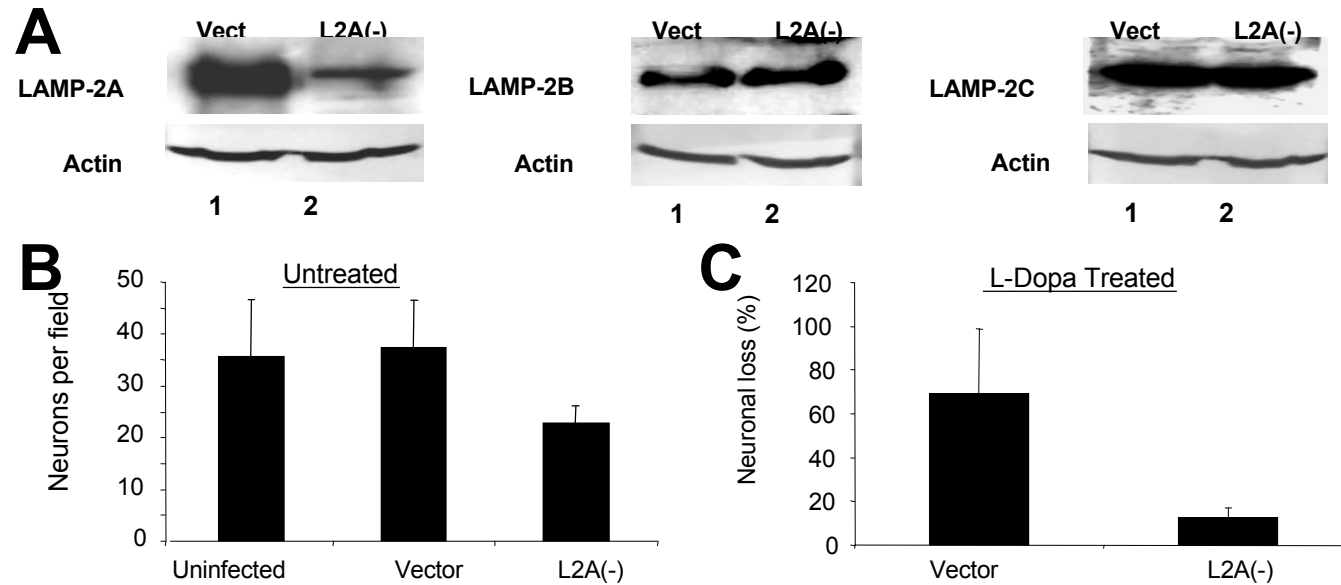 A
Vect L2A(-)
LAMP-2A
Actin
1 2
Vect L2A(-)
LAMP-2B
Actin
1 2
Vect L2A(-)
LAMP-2C
Actin
1 2
B
Untreated
Neurons per field
50
40
30
20
10
0
Uninfected Vector L2A(-)
C
L-Dopa Treated
Neuronal loss (%)
120
100
80
60
40
20
0
Vector L2A(-)